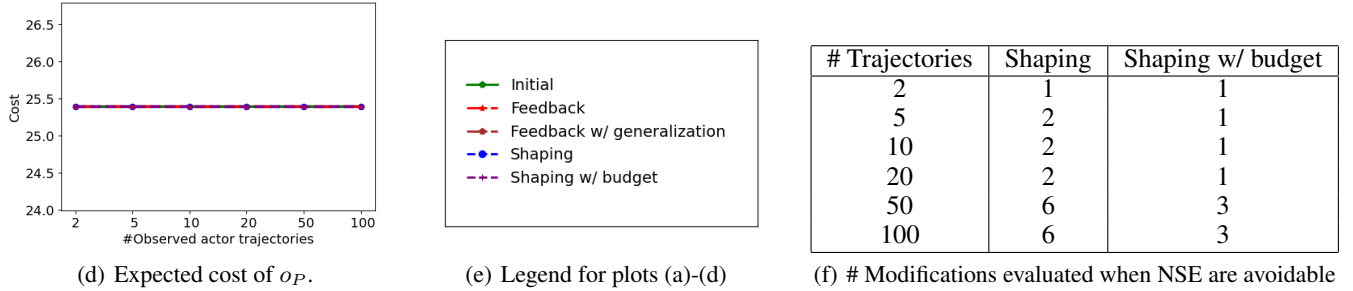 26.5
26.0
25.5
25.0
24.5
24.0
Cost
2 5 10 20 50 100
#Observed actor trajectories
(d) Expected cost of oP.
Initial
Feedback
Feedback w/ generalization
Shaping
Shaping w/ budget
(e) Legend for plots (a)-(d)
# Trajectories Shaping Shaping w/ budget
2 1 1
5 2 1
10 2 1
20 2 1
50 6 3
100 6 3
(f) # Modifications evaluated when NSE are avoidable